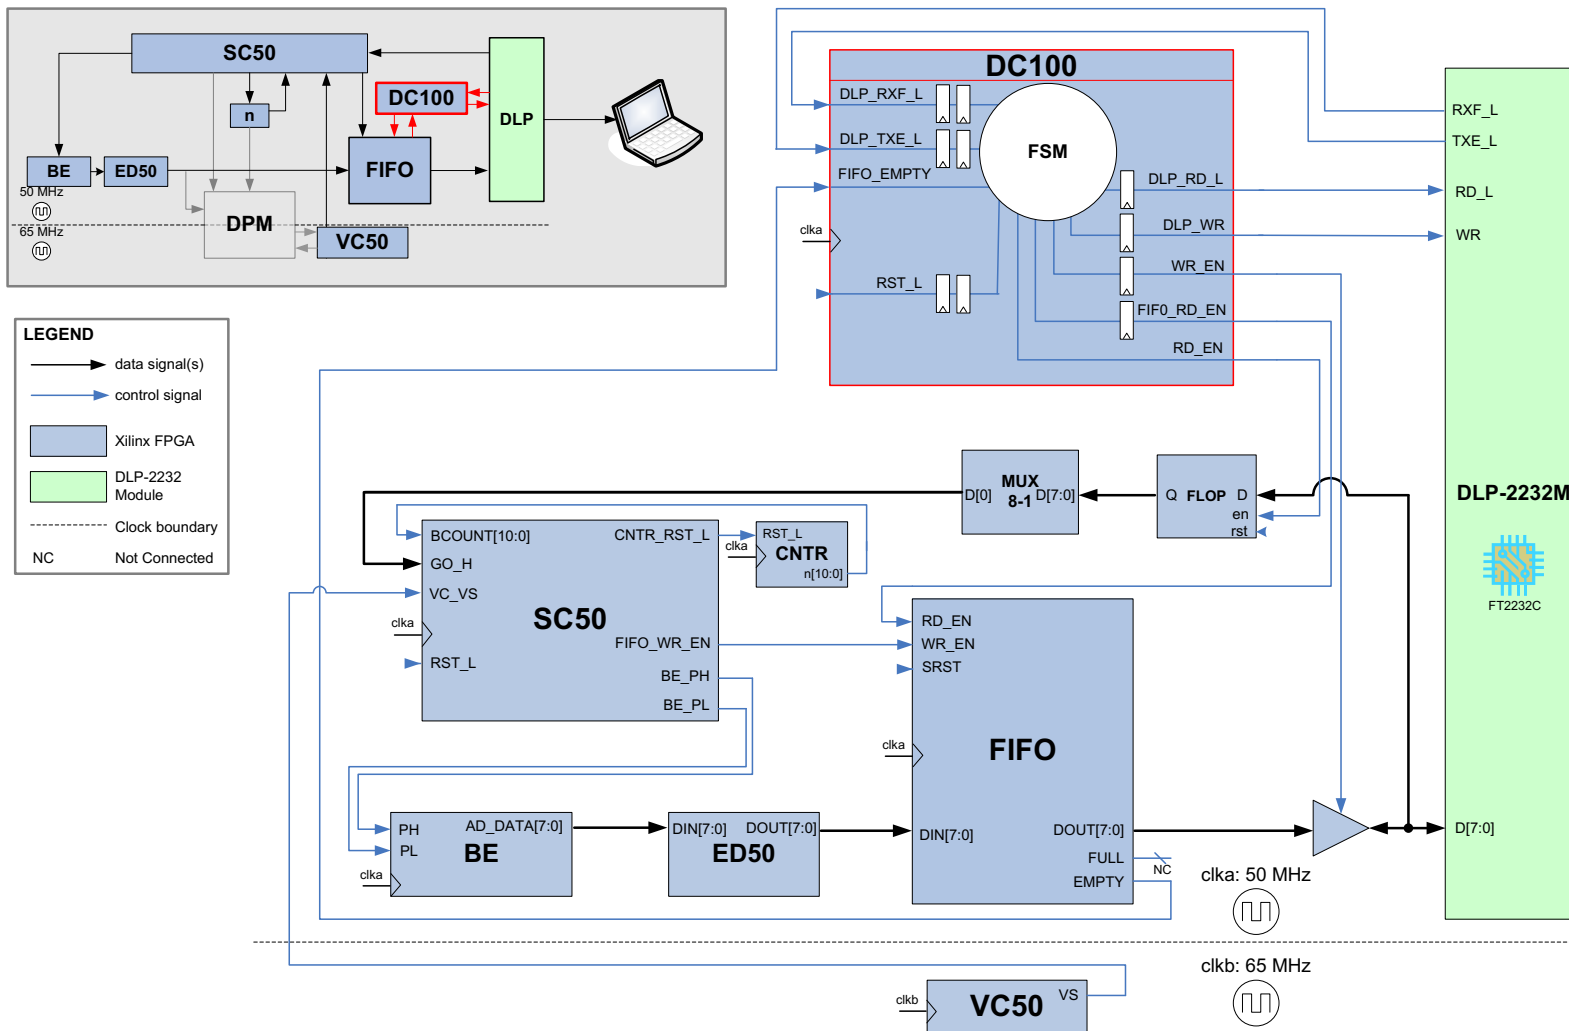 SC50
n
DC100
DLP
BE
ED50
FIFO
50 MHz
65 MHz
DPM
VC50
LEGEND
data signal(s)
control signal
Xilinx FPGA
DLP-2232
Module
Clock boundary
NC
Not Connected
DC100
DLP_RXF_L
DLP_TXE_L
FIFO_EMPTY
clka
RST_L
FSM
DLP_RD_L
DLP_WR
WR_EN
FIF0_RD_EN
RD_EN
RXF_L
TXE_L
RD_L
WR
DLP-2232M
FT2232C
D[7:0]
MUX
8-1
D[0]
D[7:0]
Q
FLOP
D
en
rst
BCOUNT[10:0]
GO_H
VC_VS
clka
RST_L
SC50
CNTR_RST_L
FIFO_WR_EN
BE_PH
BE_PL
clka
RST_L
CNTR
n[10:0]
RD_EN
WR_EN
SRST
clka
FIFO
DIN[7:0]
DOUT[7:0]
FULL
EMPTY
NC
PH
PL
AD_DATA[7:0]
BE
clka
DIN[7:0]
DOUT[7:0]
ED50
clka: 50 MHz
clkb: 65 MHz
clkb
VC50
VS